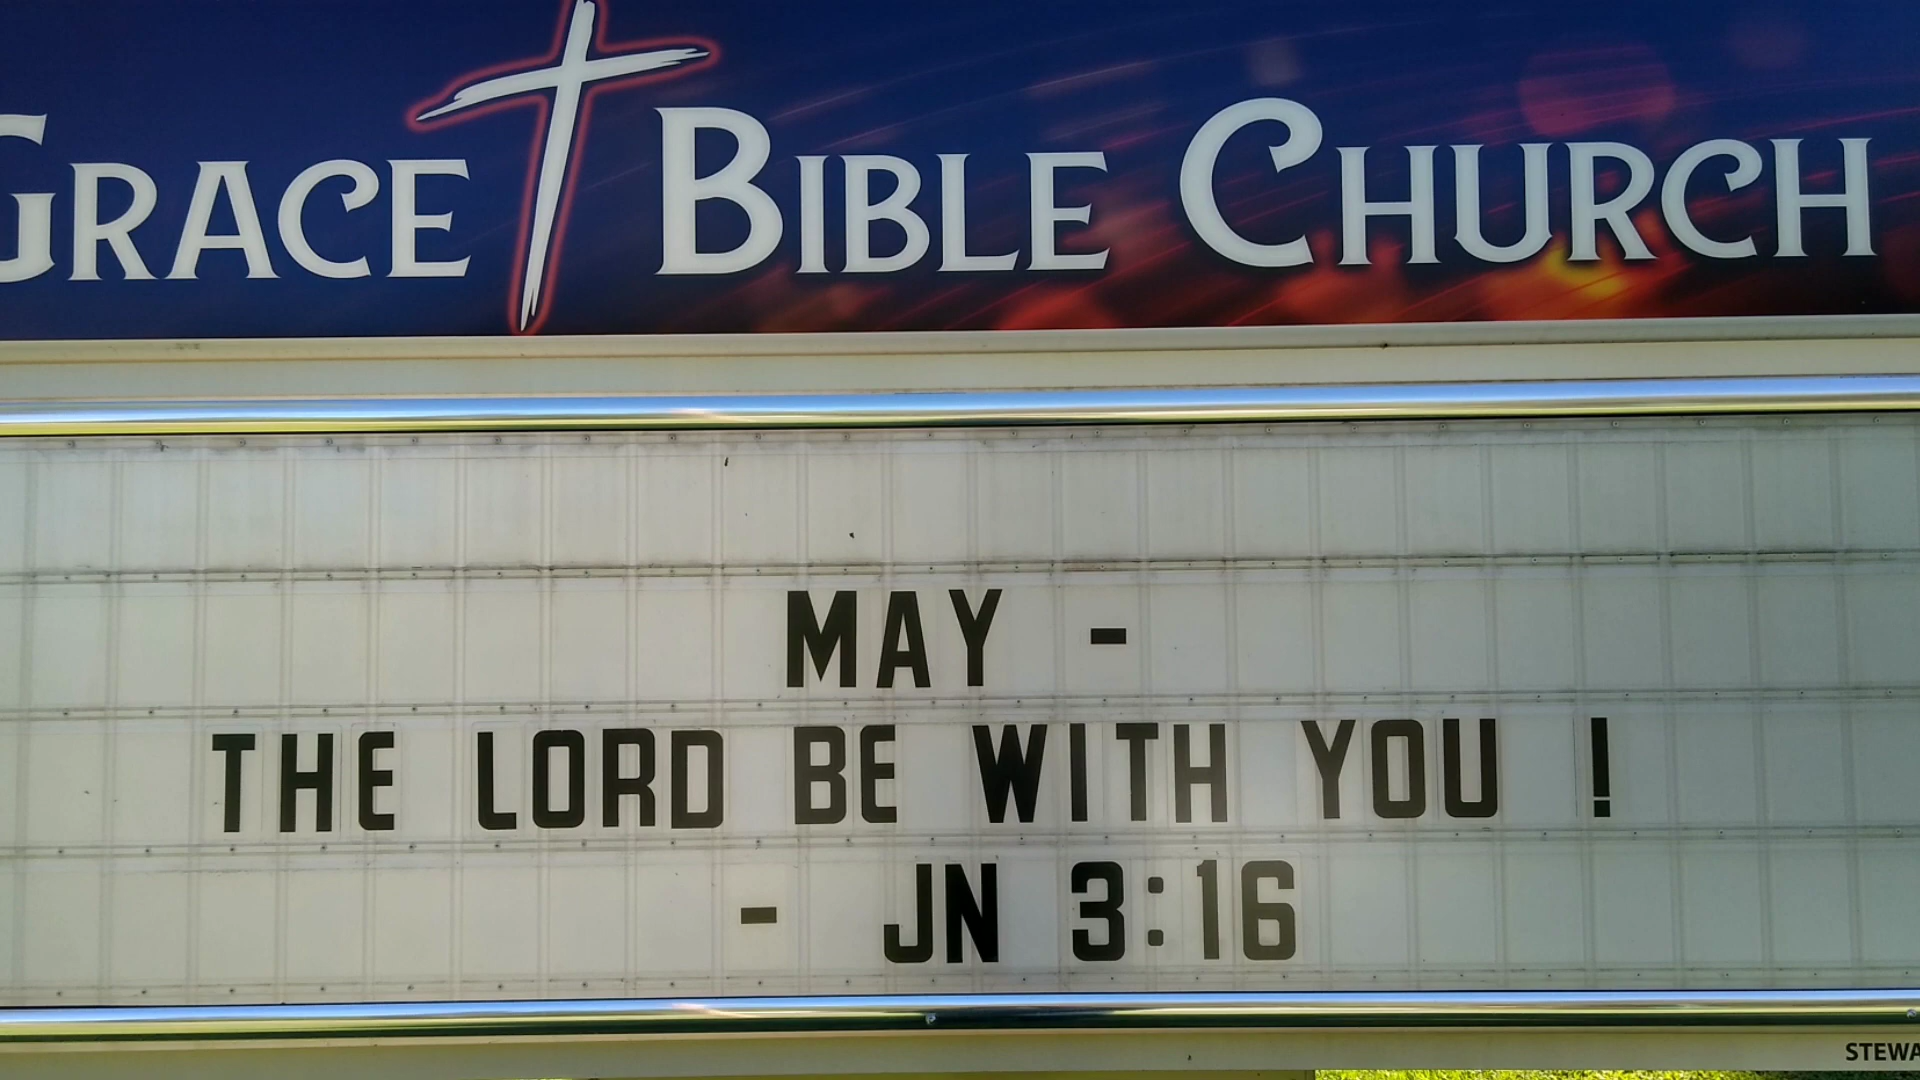 GRACE BIBLE CHURCH
MAY -
THE LORD BE WITH YOU !
- JN 3:16